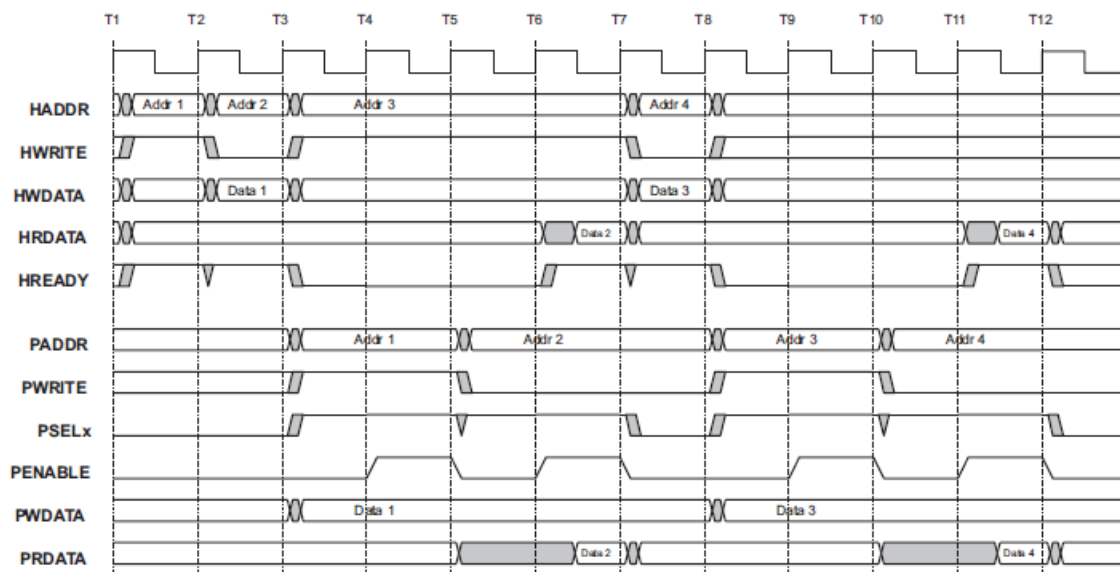 T1 T2 T3 T4 T5 T6 T7 T8 T9 T10 T11 T12
HADDR Addr 1 Addr 2 Addr 3 Addr 4
HWRITE
HWDATA Data 1 Data 3
HRDATA Data 2 Data 4
HREADY
PADDR Addr 1 Addr 2 Addr 3 Addr 4
PWRITE
PSELx
PENABLE
PWDATA Data 1 Data 3
PRDATA Data 2 Data 4